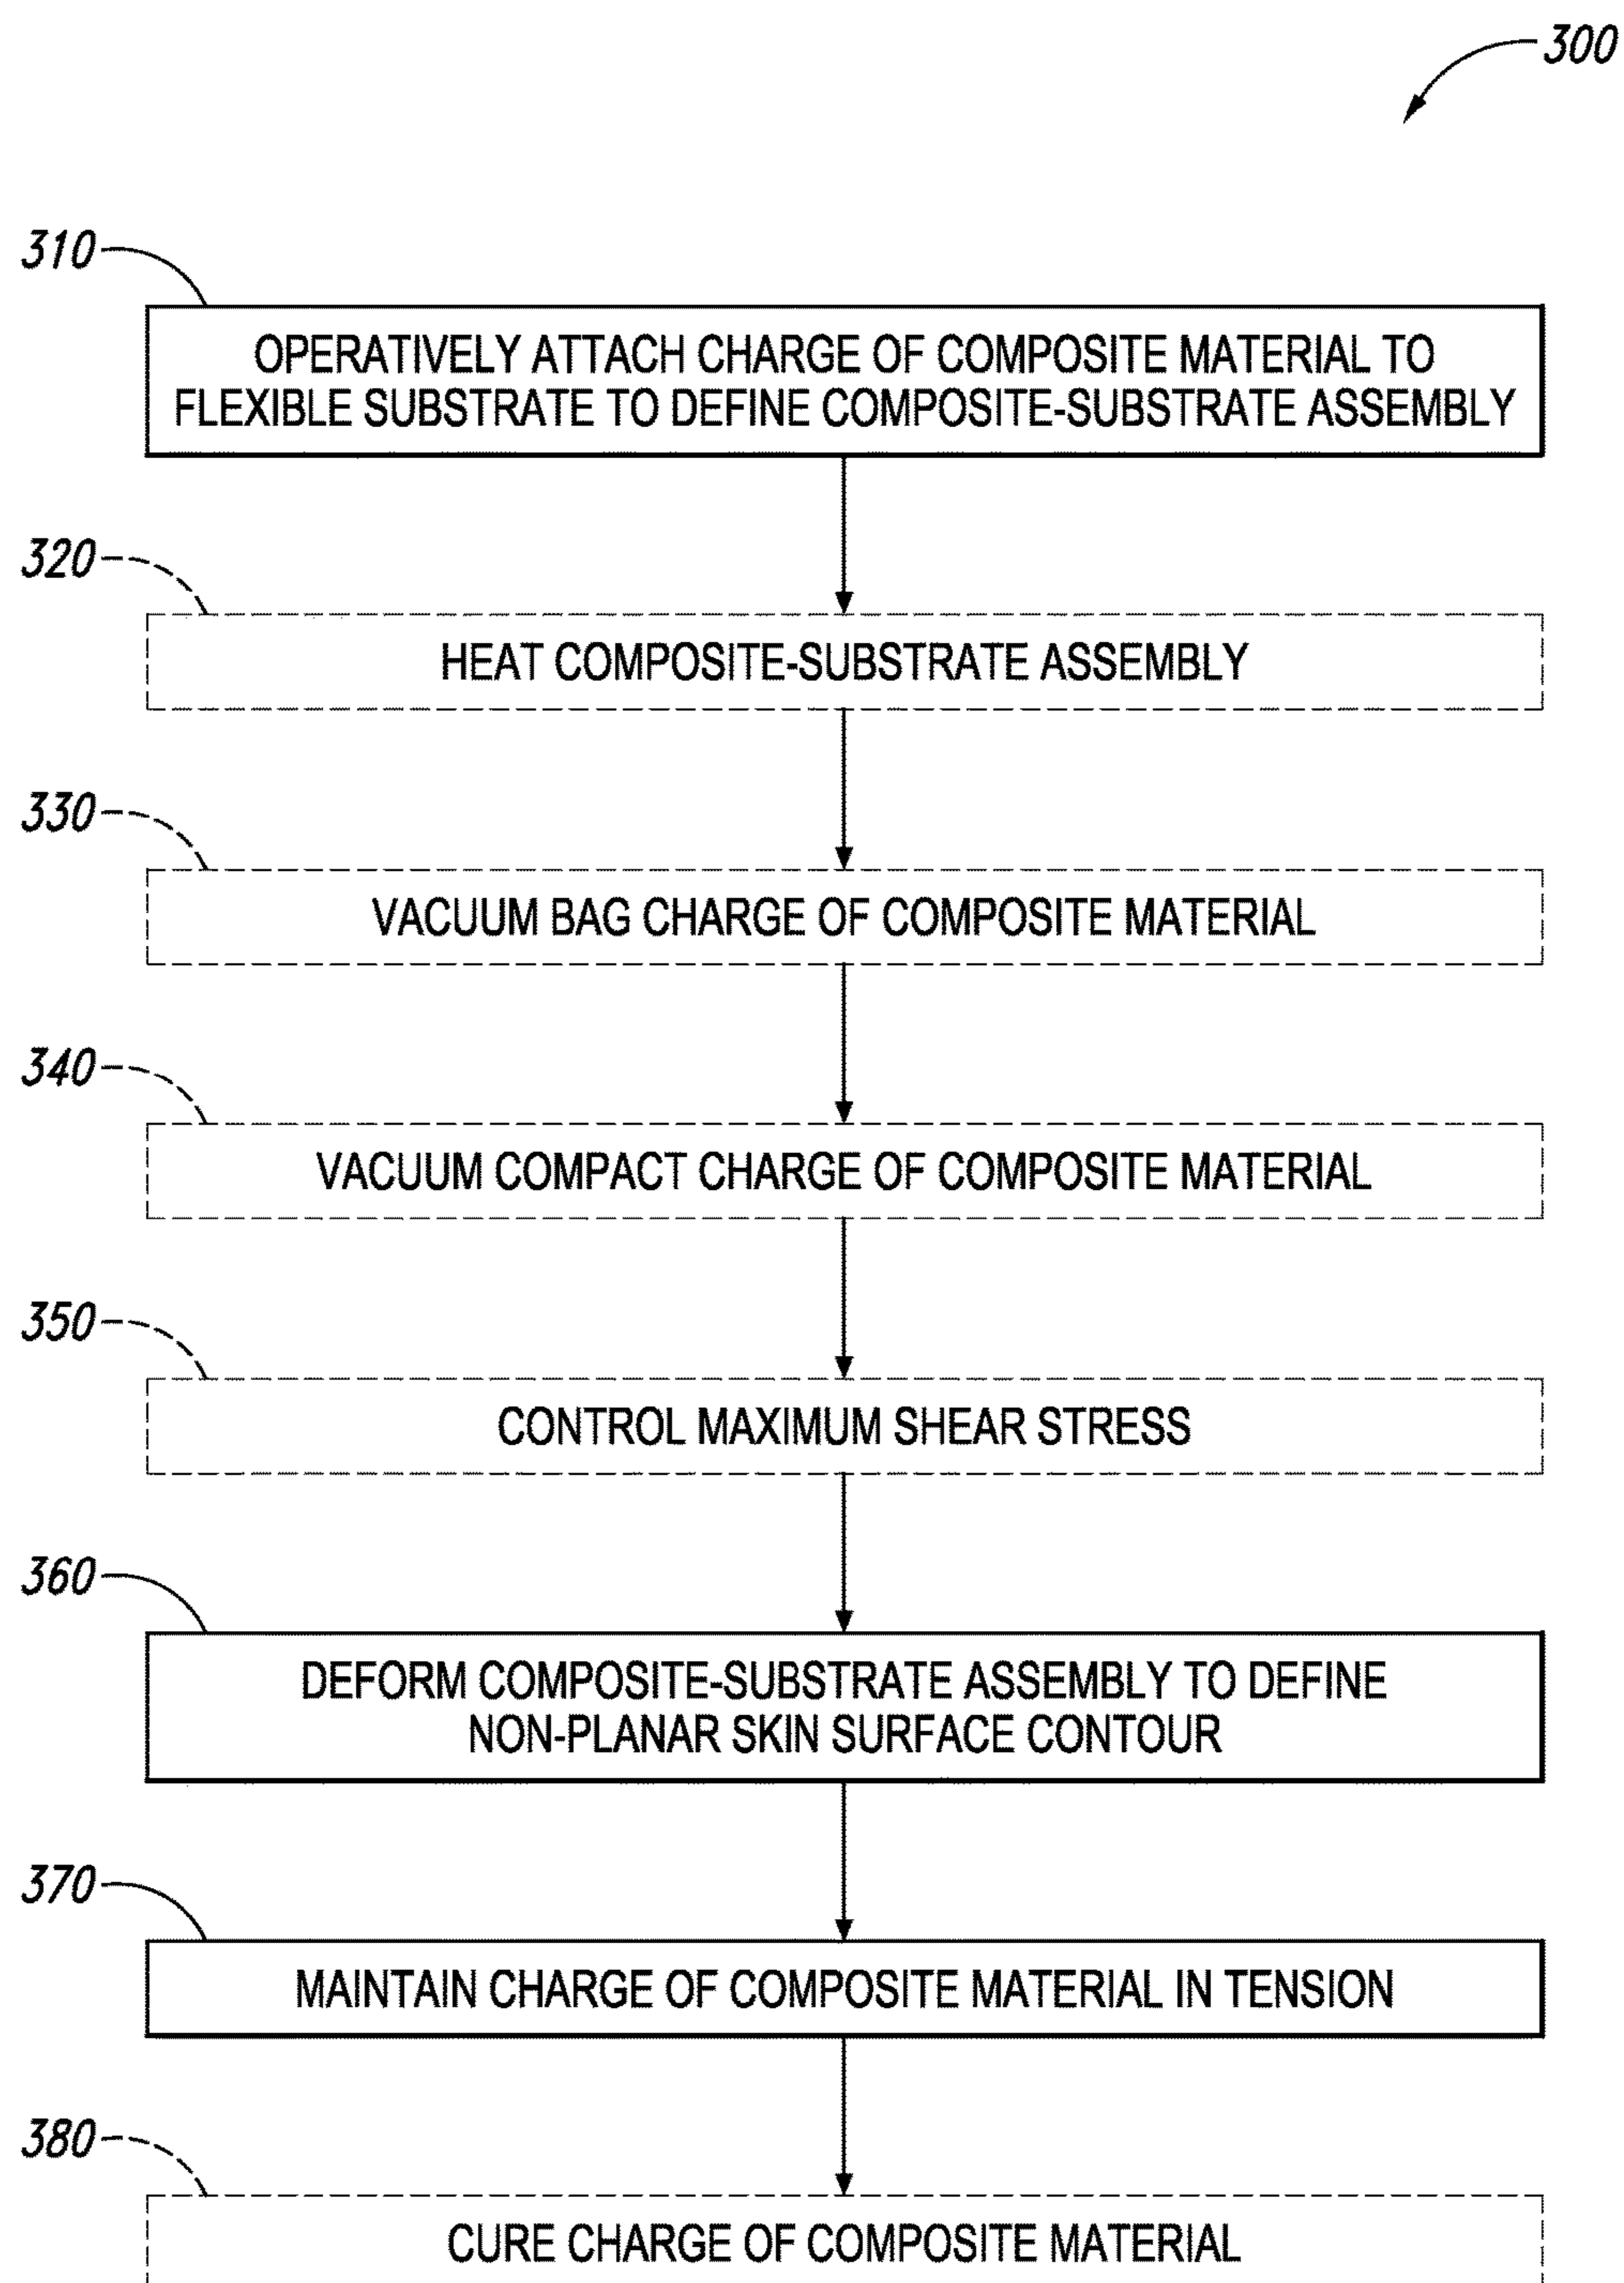 300
310
OPERATIVELY ATTACH CHARGE OF COMPOSITE MATERIAL TO
FLEXIBLE SUBSTRATE TO DEFINE COMPOSITE-SUBSTRATE ASSEMBLY
320
HEAT COMPOSITE-SUBSTRATE ASSEMBLY
330
VACUUM BAG CHARGE OF COMPOSITE MATERIAL
340
VACUUM COMPACT CHARGE OF COMPOSITE MATERIAL
350
CONTROL MAXIMUM SHEAR STRESS
360
DEFORM COMPOSITE-SUBSTRATE ASSEMBLY TO DEFINE
NON-PLANAR SKIN SURFACE CONTOUR
370
MAINTAIN CHARGE OF COMPOSITE MATERIAL IN TENSION
380
CURE CHARGE OF COMPOSITE MATERIAL